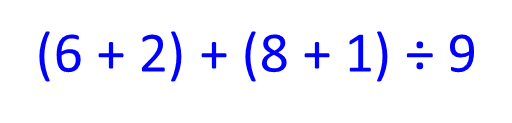 (6 + 2) + (8 + 1) ÷ 9